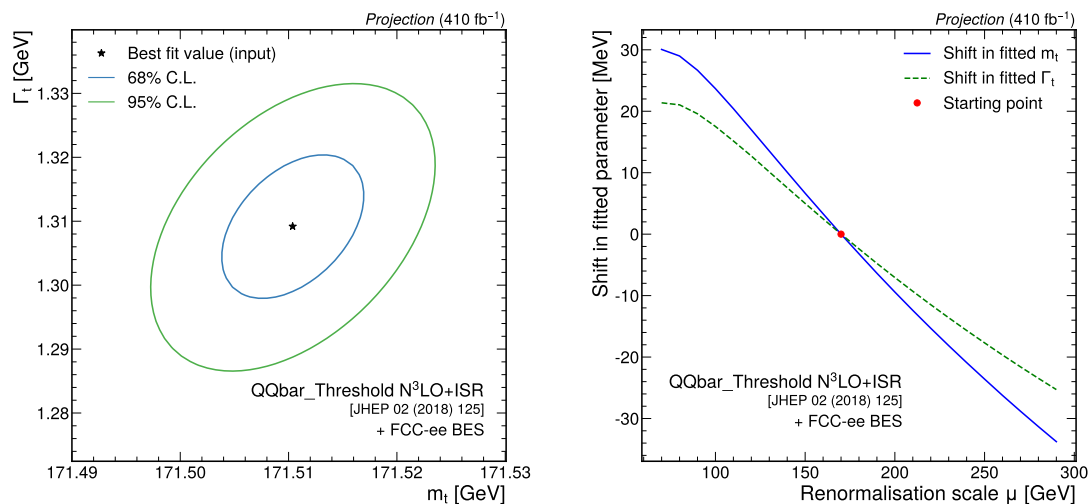 Projection (410 fb⁻¹)
Γₜ [GeV]
Best fit value (input)
68% C.L.
95% C.L.
1.33
1.32
1.31
1.30
1.29
1.28
QQbar_Threshold N³LO+ISR
[JHEP 02 (2018) 125]
+ FCC-ee BES
171.49 171.50 171.51 171.52 171.53
mₜ [GeV]
Projection (410 fb⁻¹)
Shift in fitted parameter [MeV]
Shift in fitted mₜ
Shift in fitted Γₜ
Starting point
30
20
10
0
-10
-20
-30
QQbar_Threshold N³LO+ISR
[JHEP 02 (2018) 125]
+ FCC-ee BES
100 150 200 250 300
Renormalisation scale μ [GeV]